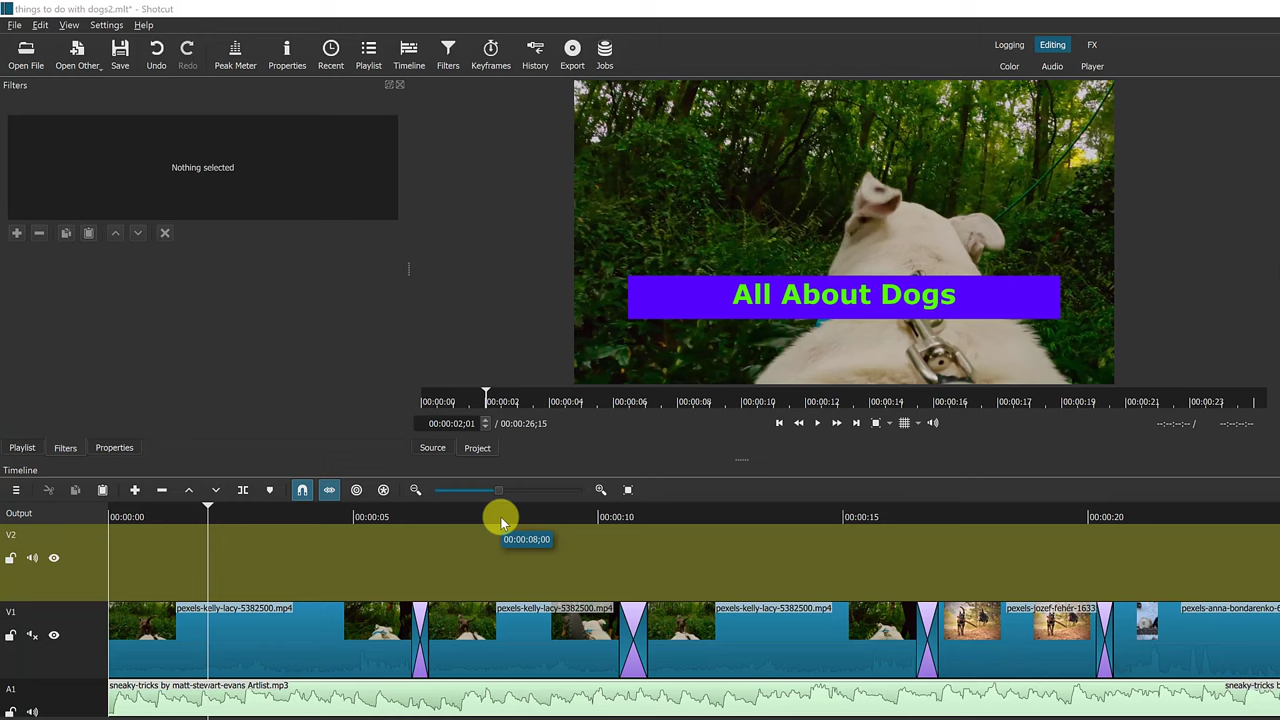 things to do with dogs2.mlt* - Shotcut
File Edit View Settings Help
Open File Open Other Save Undo Redo Peak Meter Properties Recent Playlist Timeline Filters Keyframes History Export Jobs
Logging Editing FX
Color Audio Player
Filters
Nothing selected
All About Dogs
00:00:00 00:00:02 00:00:04 00:00:06 00:00:08 00:00:10 00:00:12 00:00:14 00:00:16 00:00:17 00:00:19 00:00:21 00:00:23
00:00:02;01 / 00:00:26;15 --:--:--:-- / --:--:--:--
Playlist Filters Properties Source Project
Timeline
Output 00:00:00 00:00:05 00:00:10 00:00:15 00:00:20
00:00:08;00
V2
V1 pexels-kelly-lacy-5382500.mp4 pexels-kelly-lacy-5382500.mp4 pexels-kelly-lacy-5382500.mp4 pexels-jozef-fehér-1633 pexels-anna-bondarenko-6
A1 sneaky-tricks by matt-stewart-evans Artlist.mp3 sneaky-tricks b